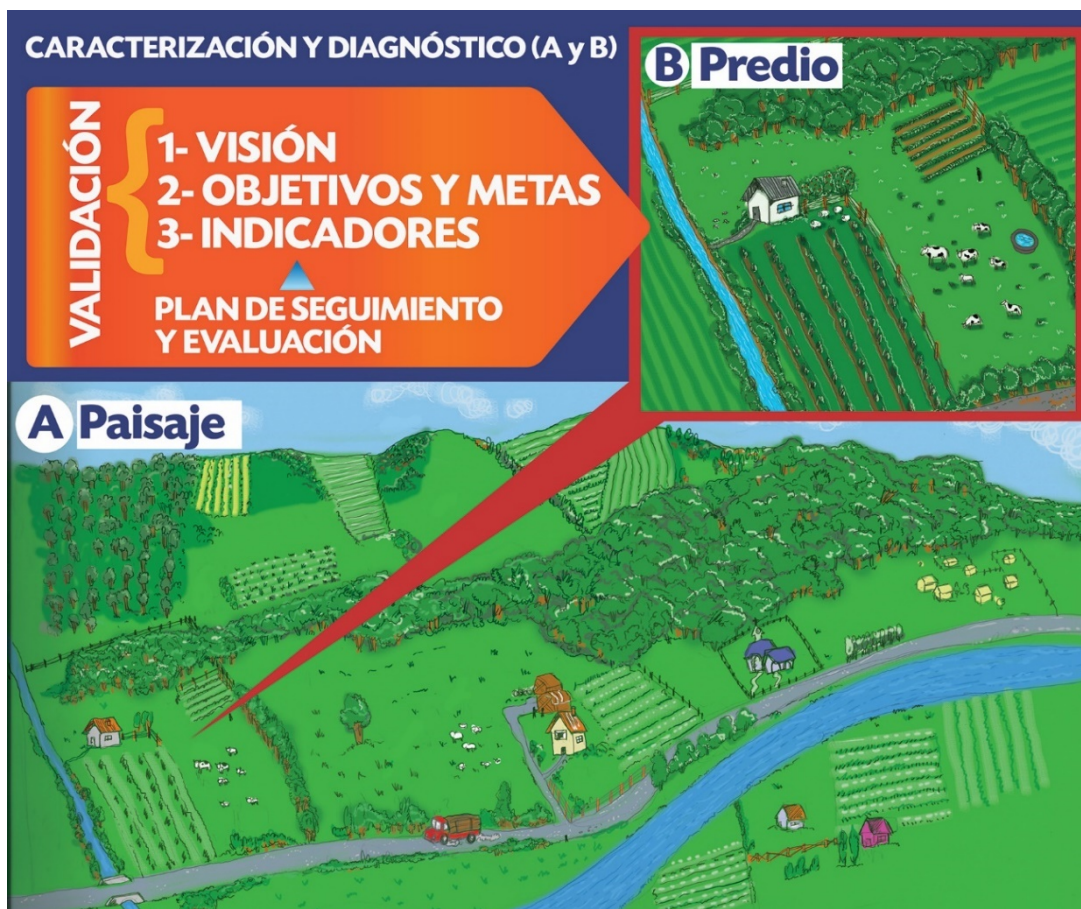 CARACTERIZACIÓN Y DIAGNÓSTICO (A y B)
VALIDACIÓN
1- VISIÓN
2- OBJETIVOS Y METAS
3- INDICADORES
PLAN DE SEGUIMIENTO
Y EVALUACIÓN
B Predio
A Paisaje